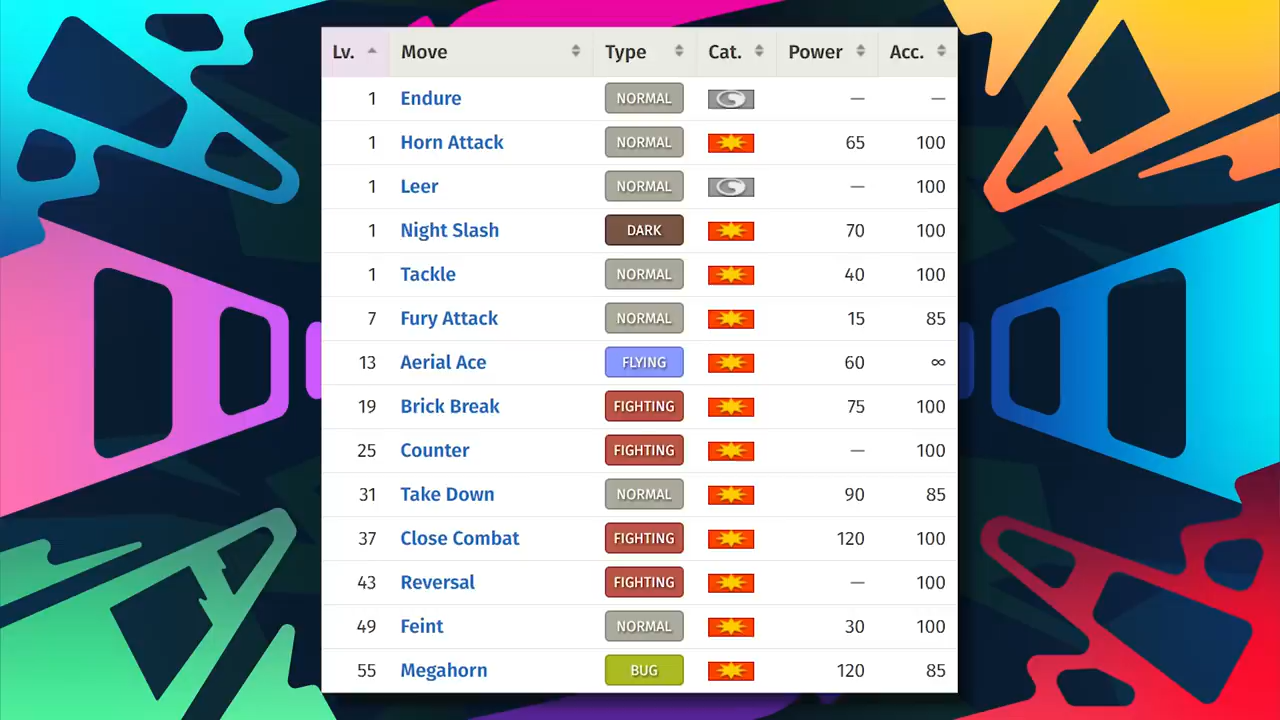 Lv. Move Type Cat. Power Acc.
1 Endure NORMAL — —
1 Horn Attack NORMAL 65 100
1 Leer NORMAL — 100
1 Night Slash DARK 70 100
1 Tackle NORMAL 40 100
7 Fury Attack NORMAL 15 85
13 Aerial Ace FLYING 60 ∞
19 Brick Break FIGHTING 75 100
25 Counter FIGHTING — 100
31 Take Down NORMAL 90 85
37 Close Combat FIGHTING 120 100
43 Reversal FIGHTING — 100
49 Feint NORMAL 30 100
55 Megahorn BUG 120 85